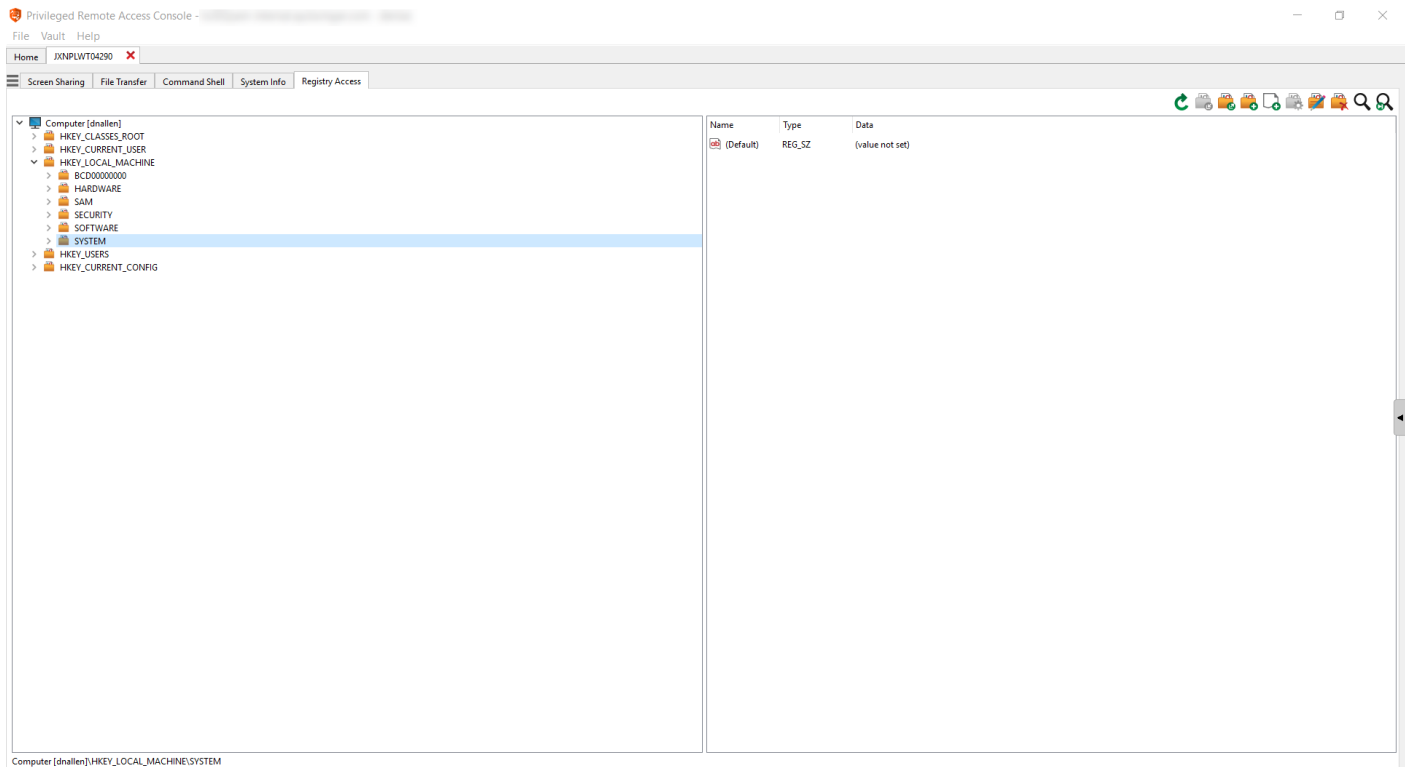 Privileged Remote Access Console -
File Vault Help
Home JXNPLWT04290
Screen Sharing File Transfer Command Shell System Info Registry Access
Computer [dnallen]
HKEY_CLASSES_ROOT
HKEY_CURRENT_USER
HKEY_LOCAL_MACHINE
BCD00000000
HARDWARE
SAM
SECURITY
SOFTWARE
SYSTEM
HKEY_USERS
HKEY_CURRENT_CONFIG
Name Type Data
ab (Default) REG_SZ (value not set)
Computer [dnallen]\HKEY_LOCAL_MACHINE\SYSTEM